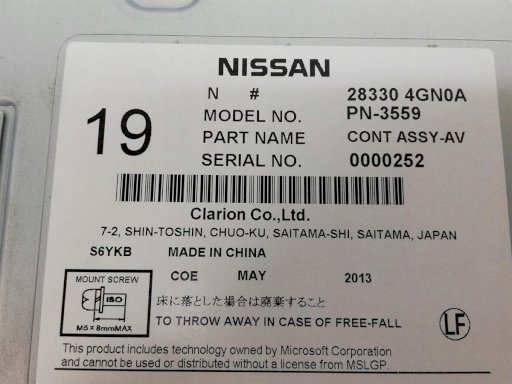 NISSAN
19
N # 28330 4GN0A
MODEL NO. PN-3559
PART NAME CONT ASSY-AV
SERIAL NO. 0000252
Clarion Co.,Ltd.
7-2, SHIN-TOSHIN, CHUO-KU, SAITAMA-SHI, SAITAMA, JAPAN
S6YKB MADE IN CHINA
COE MAY 2013
MOUNT SCREW
ISO
M5×8mmMAX
床に落とした場合は廃棄すること
TO THROW AWAY IN CASE OF FREE-FALL
LF
This product includes technology owned by Microsoft Corporation
and cannot be used or distributed without a license from MSLGP.